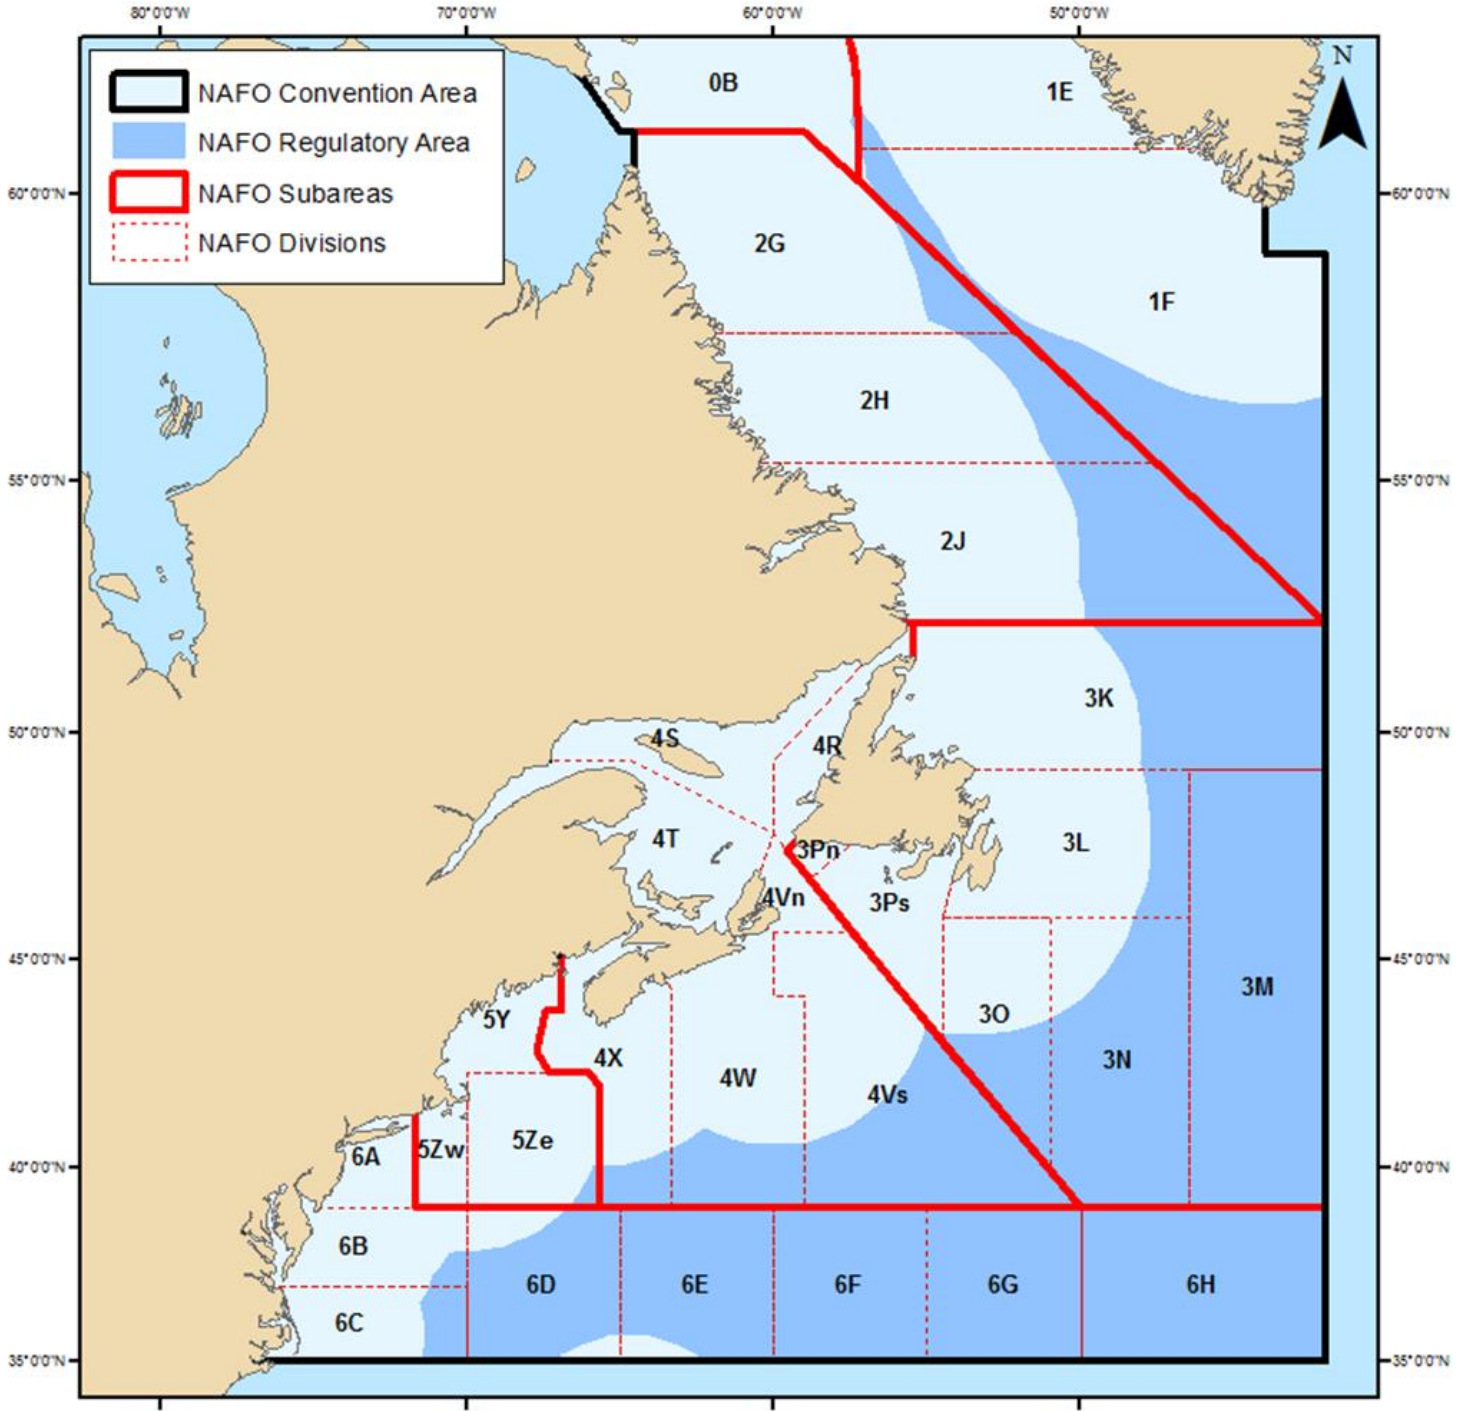 80°0'0"W 70°0'0"W 60°0'0"W 50°0'0"W
N
NAFO Convention Area
NAFO Regulatory Area
NAFO Subareas
NAFO Divisions
0B 1E
60°0'0"N 60°0'0"N
2G
1F
2H
55°0'0"N 55°0'0"N
2J
3K
50°0'0"N 50°0'0"N
4S 4R
4T 3Pn 3L
4Vn 3Ps
45°0'0"N 45°0'0"N
3M
5Y 3O
4X 4W 3N
4Vs
5Ze
6A 5Zw
40°0'0"N 40°0'0"N
6B
6D 6E 6F 6G 6H
6C
35°0'0"N 35°0'0"N